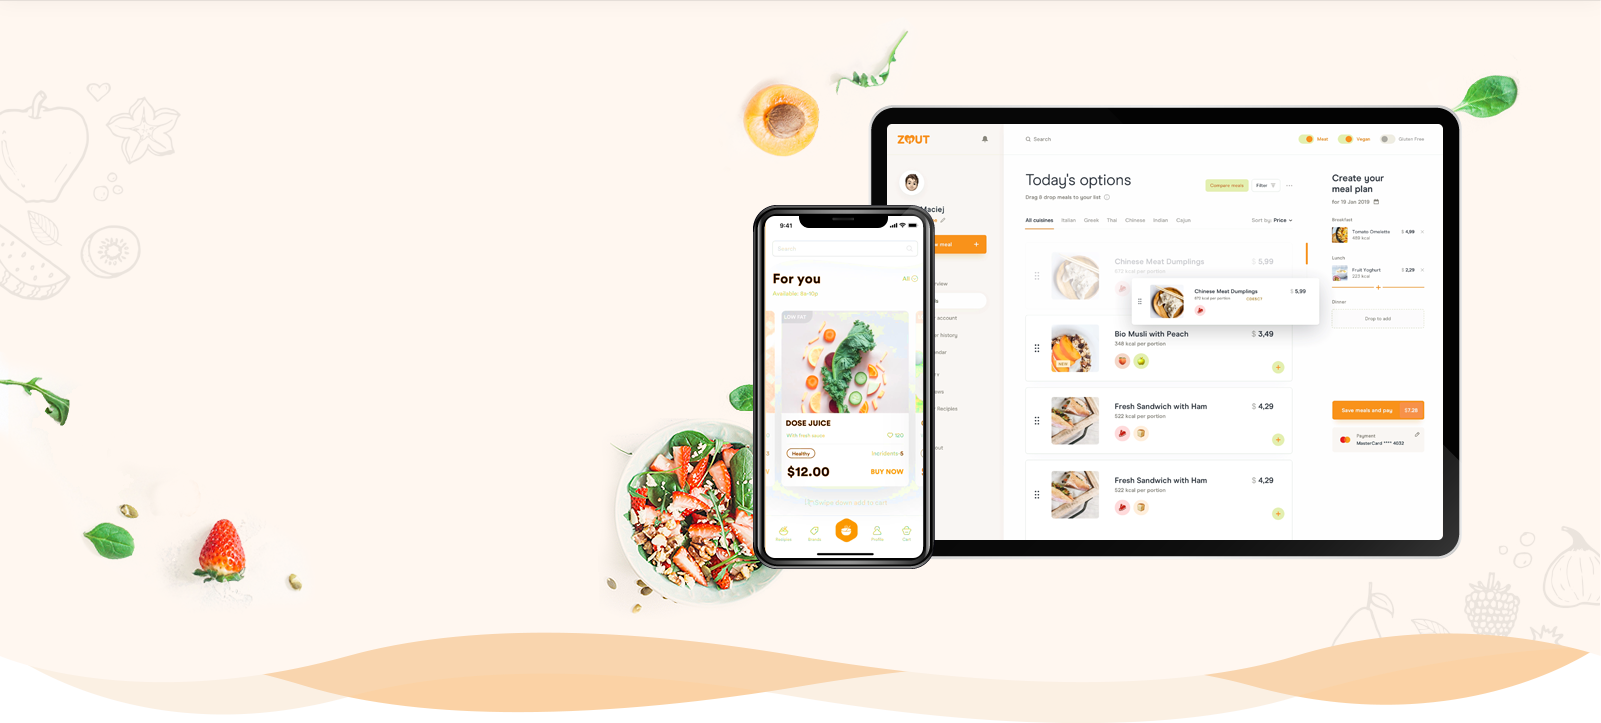 ZOUT
Search
Meal
Vegan
Gluten Free
Today's options
Drag & drop meals to your list
Compare meals
Filter
All cuisines
Italian
Greek
Thai
Chinese
Indian
Cajun
Sort by: Price
Maciej
meal
account
history
Chinese Meat Dumplings
$ 5,99
Chinese Meat Dumplings
$ 5,99
Bio Musli with Peach
$ 3,49
348 kcal per portion
NEW
Fresh Sandwich with Ham
$ 4,29
522 kcal per portion
Fresh Sandwich with Ham
$ 4,29
522 kcal per portion
Create your
meal plan
for 19 Jan 2019
Breakfast
Tomato Omelette
$ 4,99
Lunch
Fruit Yoghurt
$ 2,29
Dinner
Drop to add
Save meals and pay
Payment
MasterCard **** 4032
9:41
Search
For you
All
LOW FAT
DOSE JUICE
120
Healthy
Ingridents 6
$12.00
BUY NOW
Profile
Cart